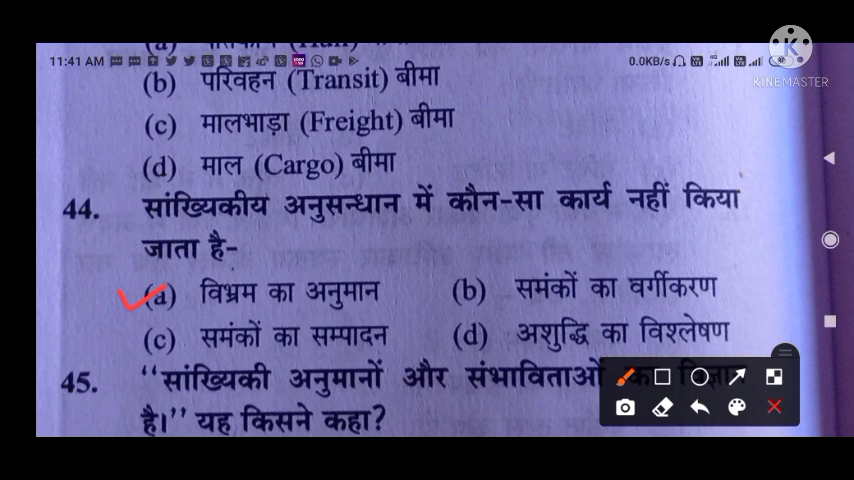 11:41 AM
0.0KB/s
K
KINEMASTER
(b) परिवहन (Transit) बीमा
(c) मालभाड़ा (Freight) बीमा
(d) माल (Cargo) बीमा
44. सांख्यिकीय अनुसन्धान में कौन-सा कार्य नहीं किया
जाता है-
(a) विभ्रम का अनुमान (b) समंकों का वर्गीकरण
(c) समंकों का सम्पादन (d) अशुद्धि का विश्लेषण
45. "सांख्यिकी अनुमानों और संभाविताओं
है।" यह किसने कहा?